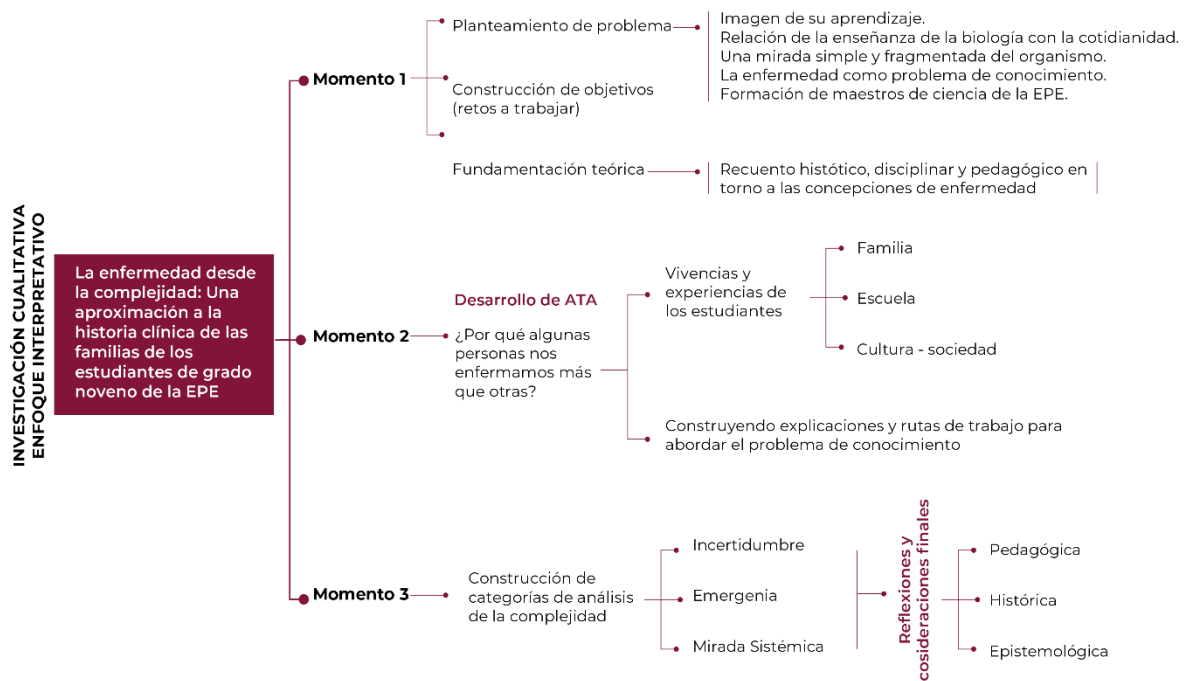 INVESTIGACIÓN CUALITATIVA
ENFOQUE INTERPRETATIVO
La enfermedad desde
la complejidad: Una
aproximación a la
historia clínica de las
familias de los
estudiantes de grado
noveno de la EPE
Momento 1
Planteamiento de problema
Imagen de su aprendizaje.
Relación de la enseñanza de la biología con la cotidianidad.
Una mirada simple y fragmentada del organismo.
La enfermedad como problema de conocimiento.
Formación de maestros de ciencia de la EPE.
Construcción de objetivos
(retos a trabajar)
Fundamentación teórica
Recuento histótico, disciplinar y pedagógico en
torno a las concepciones de enfermedad
Momento 2
Desarrollo de ATA
¿Por qué algunas
personas nos
enfermamos más
que otras?
Vivencias y
experiencias de
los estudiantes
Familia
Escuela
Cultura - sociedad
Construyendo explicaciones y rutas de trabajo para
abordar el problema de conocimiento
Momento 3
Construcción de
categorías de análisis
de la complejidad
Incertidumbre
Emergenia
Mirada Sistémica
Reflexiones y
cosideraciones finales
Pedagógica
Histórica
Epistemológica